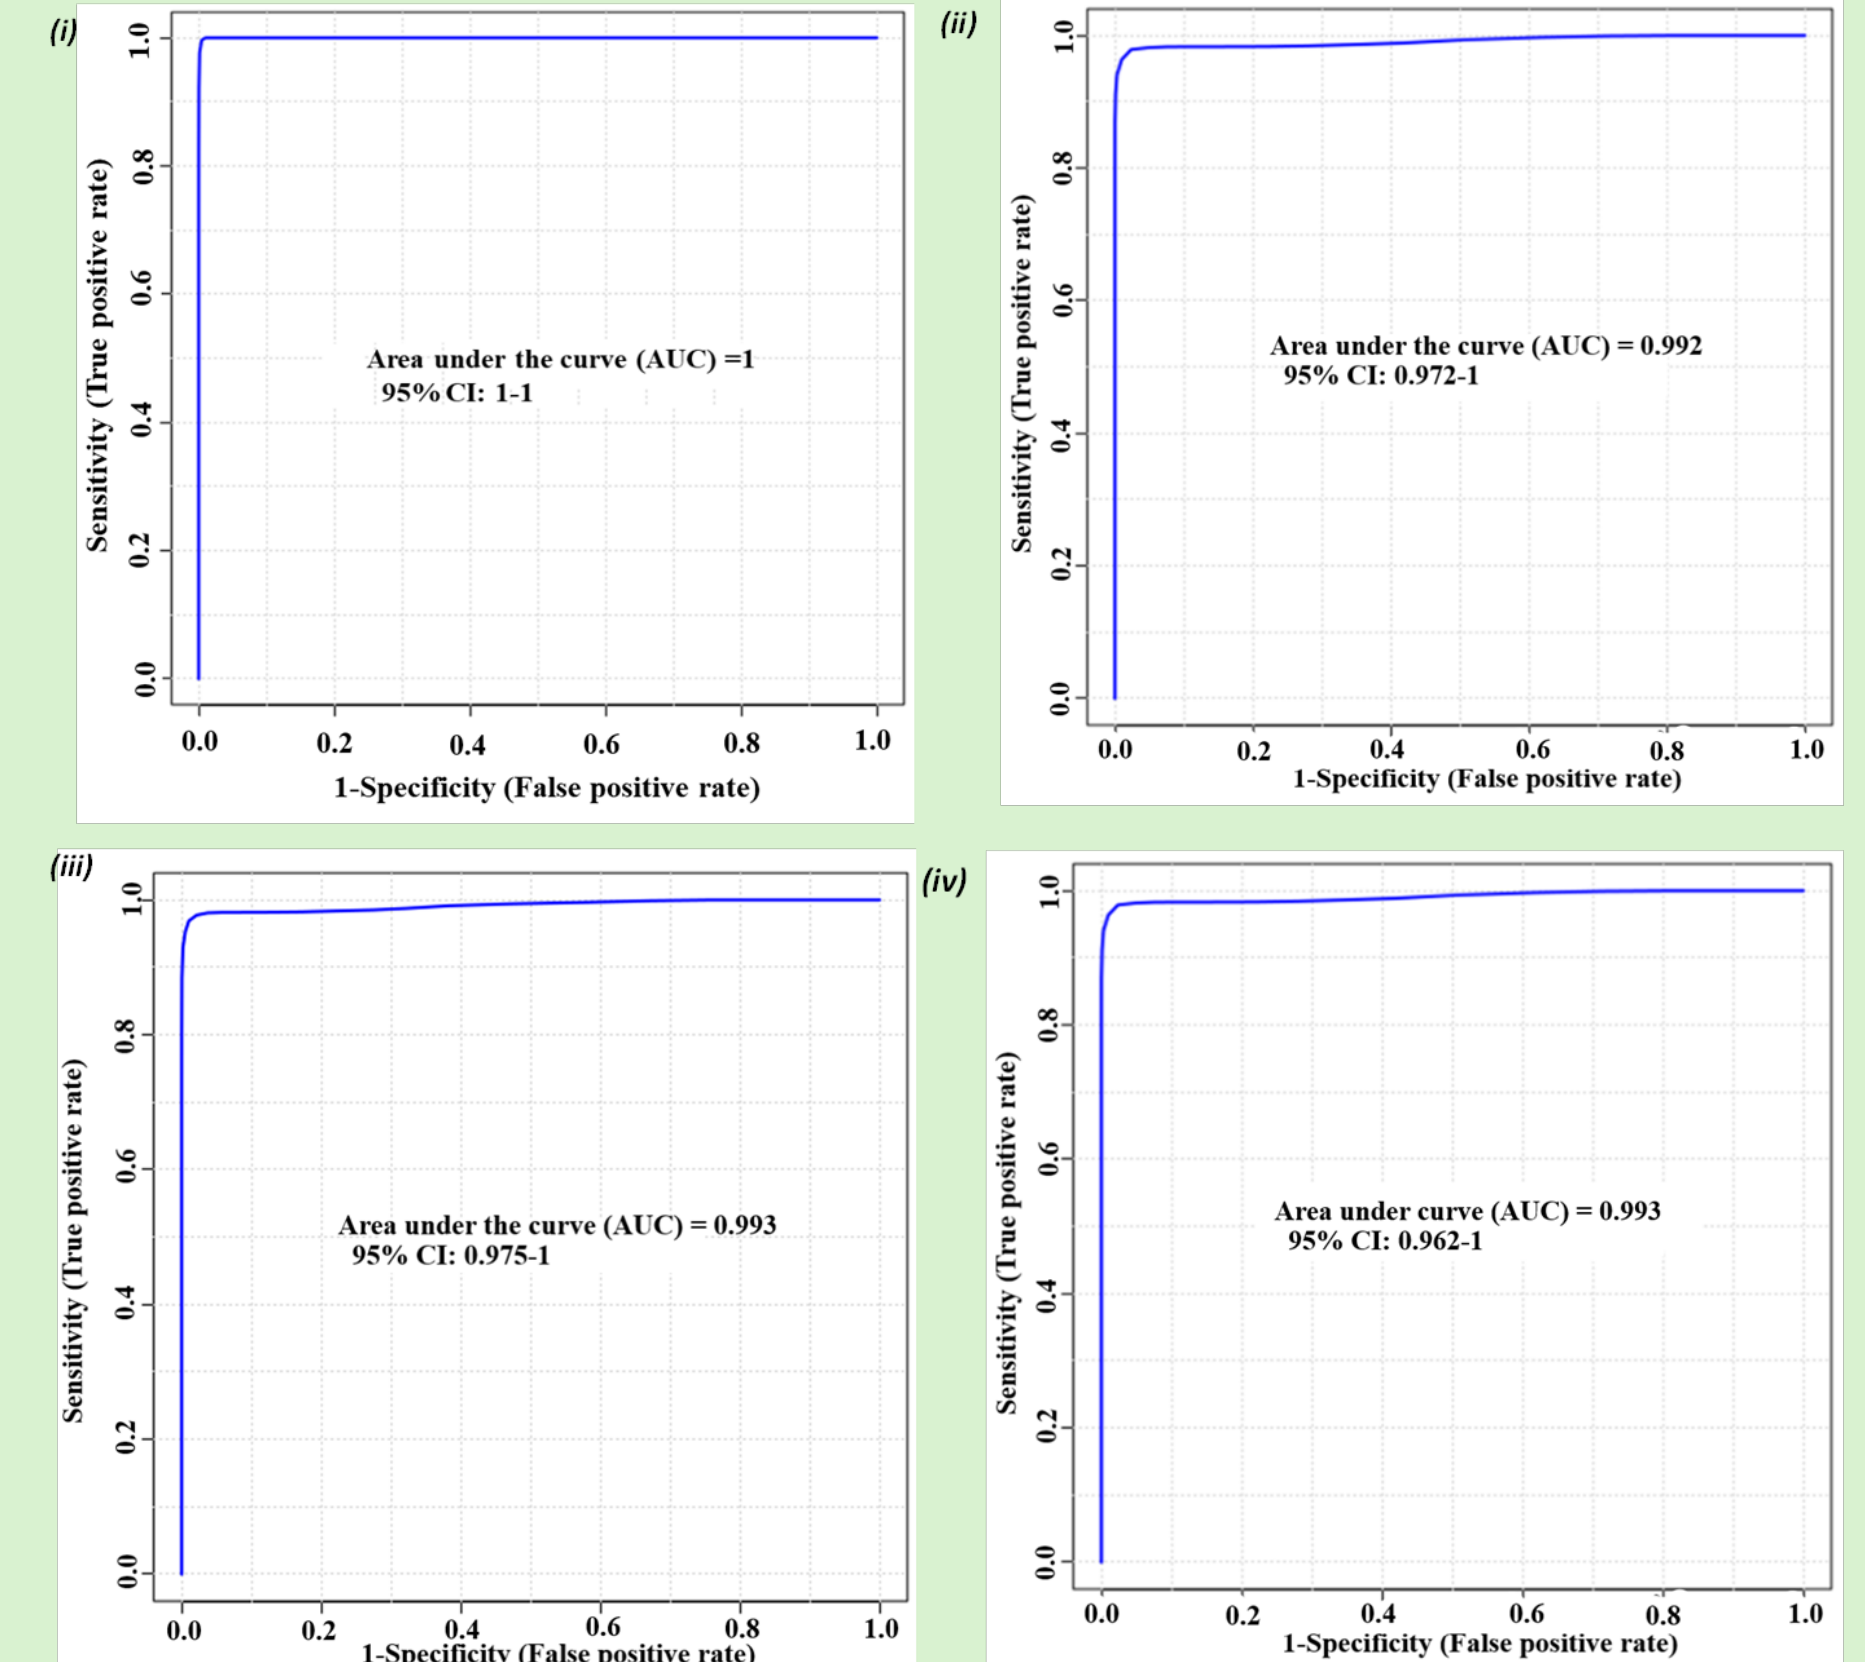 (i)
1.0
0.8
0.6
0.4
0.2
0.0
Sensitivity (True positive rate)
Area under the curve (AUC) =1
95% CI: 1-1
0.0 0.2 0.4 0.6 0.8 1.0
1-Specificity (False positive rate)
(ii)
1.0
0.8
0.6
0.4
0.2
0.0
Sensitivity (True positive rate)
Area under the curve (AUC) = 0.992
95% CI: 0.972-1
0.0 0.2 0.4 0.6 0.8 1.0
1-Specificity (False positive rate)
(iii)
1.0
0.8
0.6
0.4
0.2
0.0
Sensitivity (True positive rate)
Area under the curve (AUC) = 0.993
95% CI: 0.975-1
0.0 0.2 0.4 0.6 0.8 1.0
1-Specificity (False positive rate)
(iv)
1.0
0.8
0.6
0.4
0.2
0.0
Sensitivity (True positive rate)
Area under curve (AUC) = 0.993
95% CI: 0.962-1
0.0 0.2 0.4 0.6 0.8 1.0
1-Specificity (False positive rate)